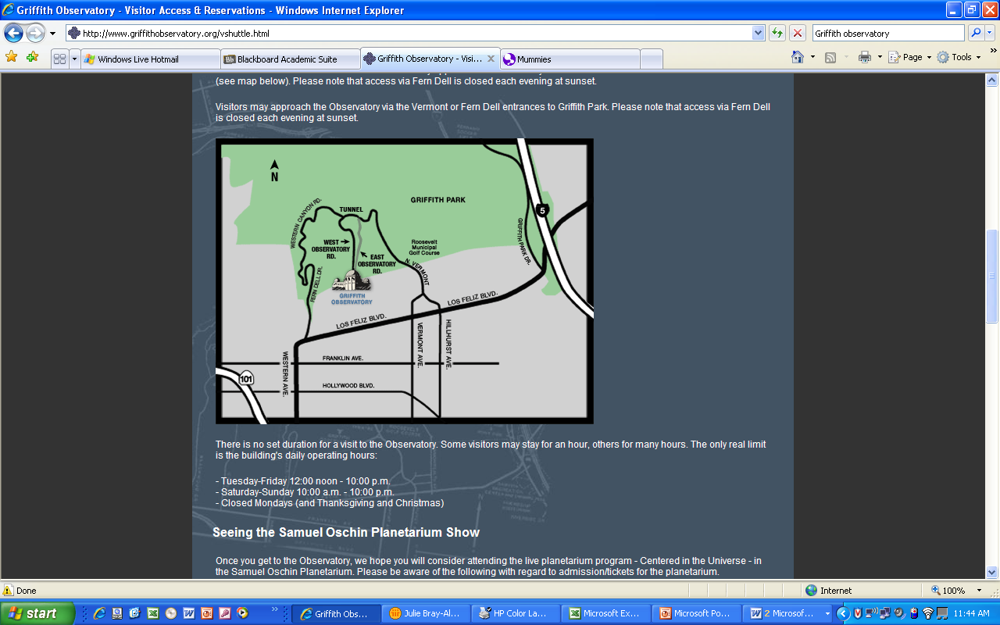 Griffith Observatory - Visitor Access & Reservations - Windows Internet Explorer
http://www.griffithobservatory.org/vshuttle.html
Griffith observatory
Windows Live Hotmail
Bb Blackboard Academic Suite
Griffith Observatory - Visi...
Mummies
Page
Tools
(see map below). Please note that access via Fern Dell is closed each evening at sunset.
Visitors may approach the Observatory via the Vermont or Fern Dell entrances to Griffith Park. Please note that access via Fern Dell
is closed each evening at sunset.
N
GRIFFITH PARK
5
WESTERN CANYON RD.
TUNNEL
GRIFFITH PARK DR.
WEST
OBSERVATORY
RD.
EAST
OBSERVATORY
RD.
Roosevelt
Municipal
Golf Course
N. VERMONT
FERN DELL DR.
GRIFFITH
OBSERVATORY
LOS FELIZ BLVD.
LOS FELIZ BLVD.
VERMONT AVE.
HILLHURST AVE.
WESTERN AVE.
FRANKLIN AVE.
101
HOLLYWOOD BLVD.
There is no set duration for a visit to the Observatory. Some visitors may stay for an hour, others for many hours. The only real limit
is the building's daily operating hours:
- Tuesday-Friday 12:00 noon - 10:00 p.m.
- Saturday-Sunday 10:00 a.m. - 10:00 p.m.
- Closed Mondays (and Thanksgiving and Christmas)
Seeing the Samuel Oschin Planetarium Show
Once you get to the Observatory, we hope you will consider attending the live planetarium program - Centered in the Universe - in
the Samuel Oschin Planetarium. Please be aware of the following with regard to admission/tickets for the planetarium.
Done
Internet
100%
start
Griffith Obs...
Julie Bray-Al...
HP Color La...
Microsoft Ex...
Microsoft Po...
2 Microsof...
11:44 AM